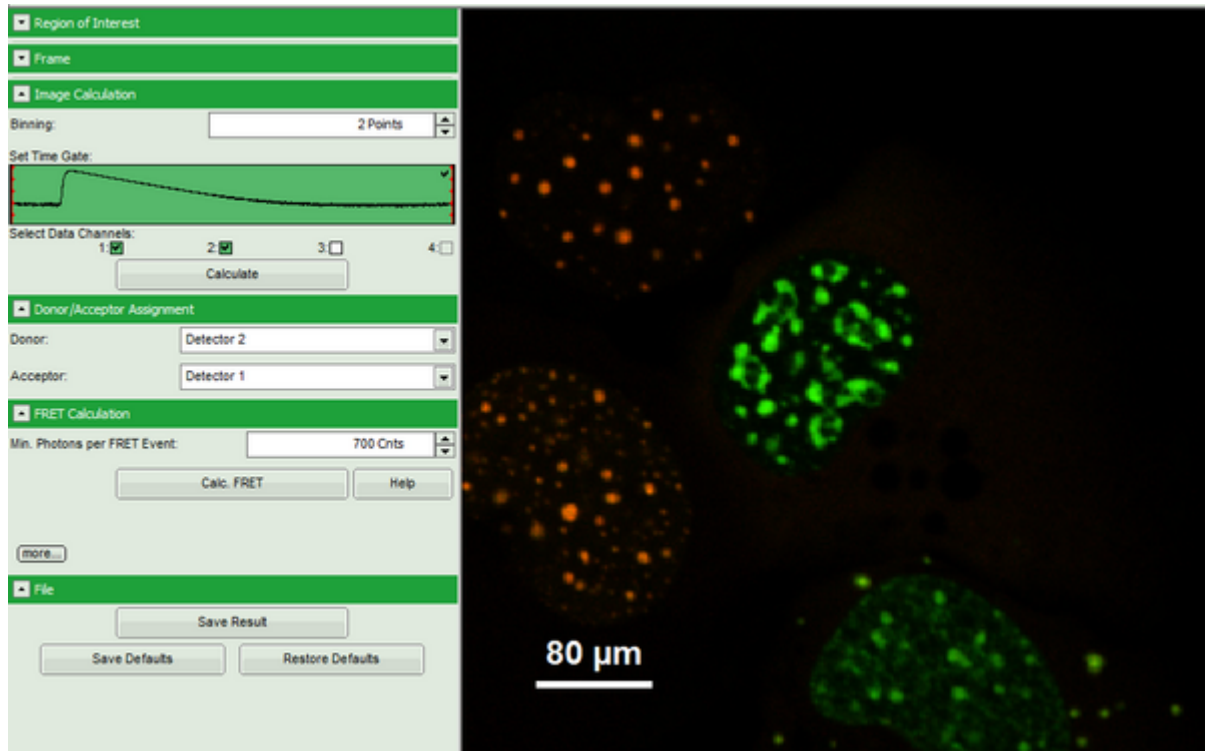 Region of Interest
Frame
Image Calculation
Binning: 2 Points
Set Time Gate:
Select Data Channels:
1: 2: 3: 4:
Calculate
Donor/Acceptor Assignment
Donor: Detector 2
Acceptor: Detector 1
FRET Calculation
Min. Photons per FRET Event: 700 Cnts
Calc. FRET Help
more...
File
Save Result
Save Defaults Restore Defaults
80 µm